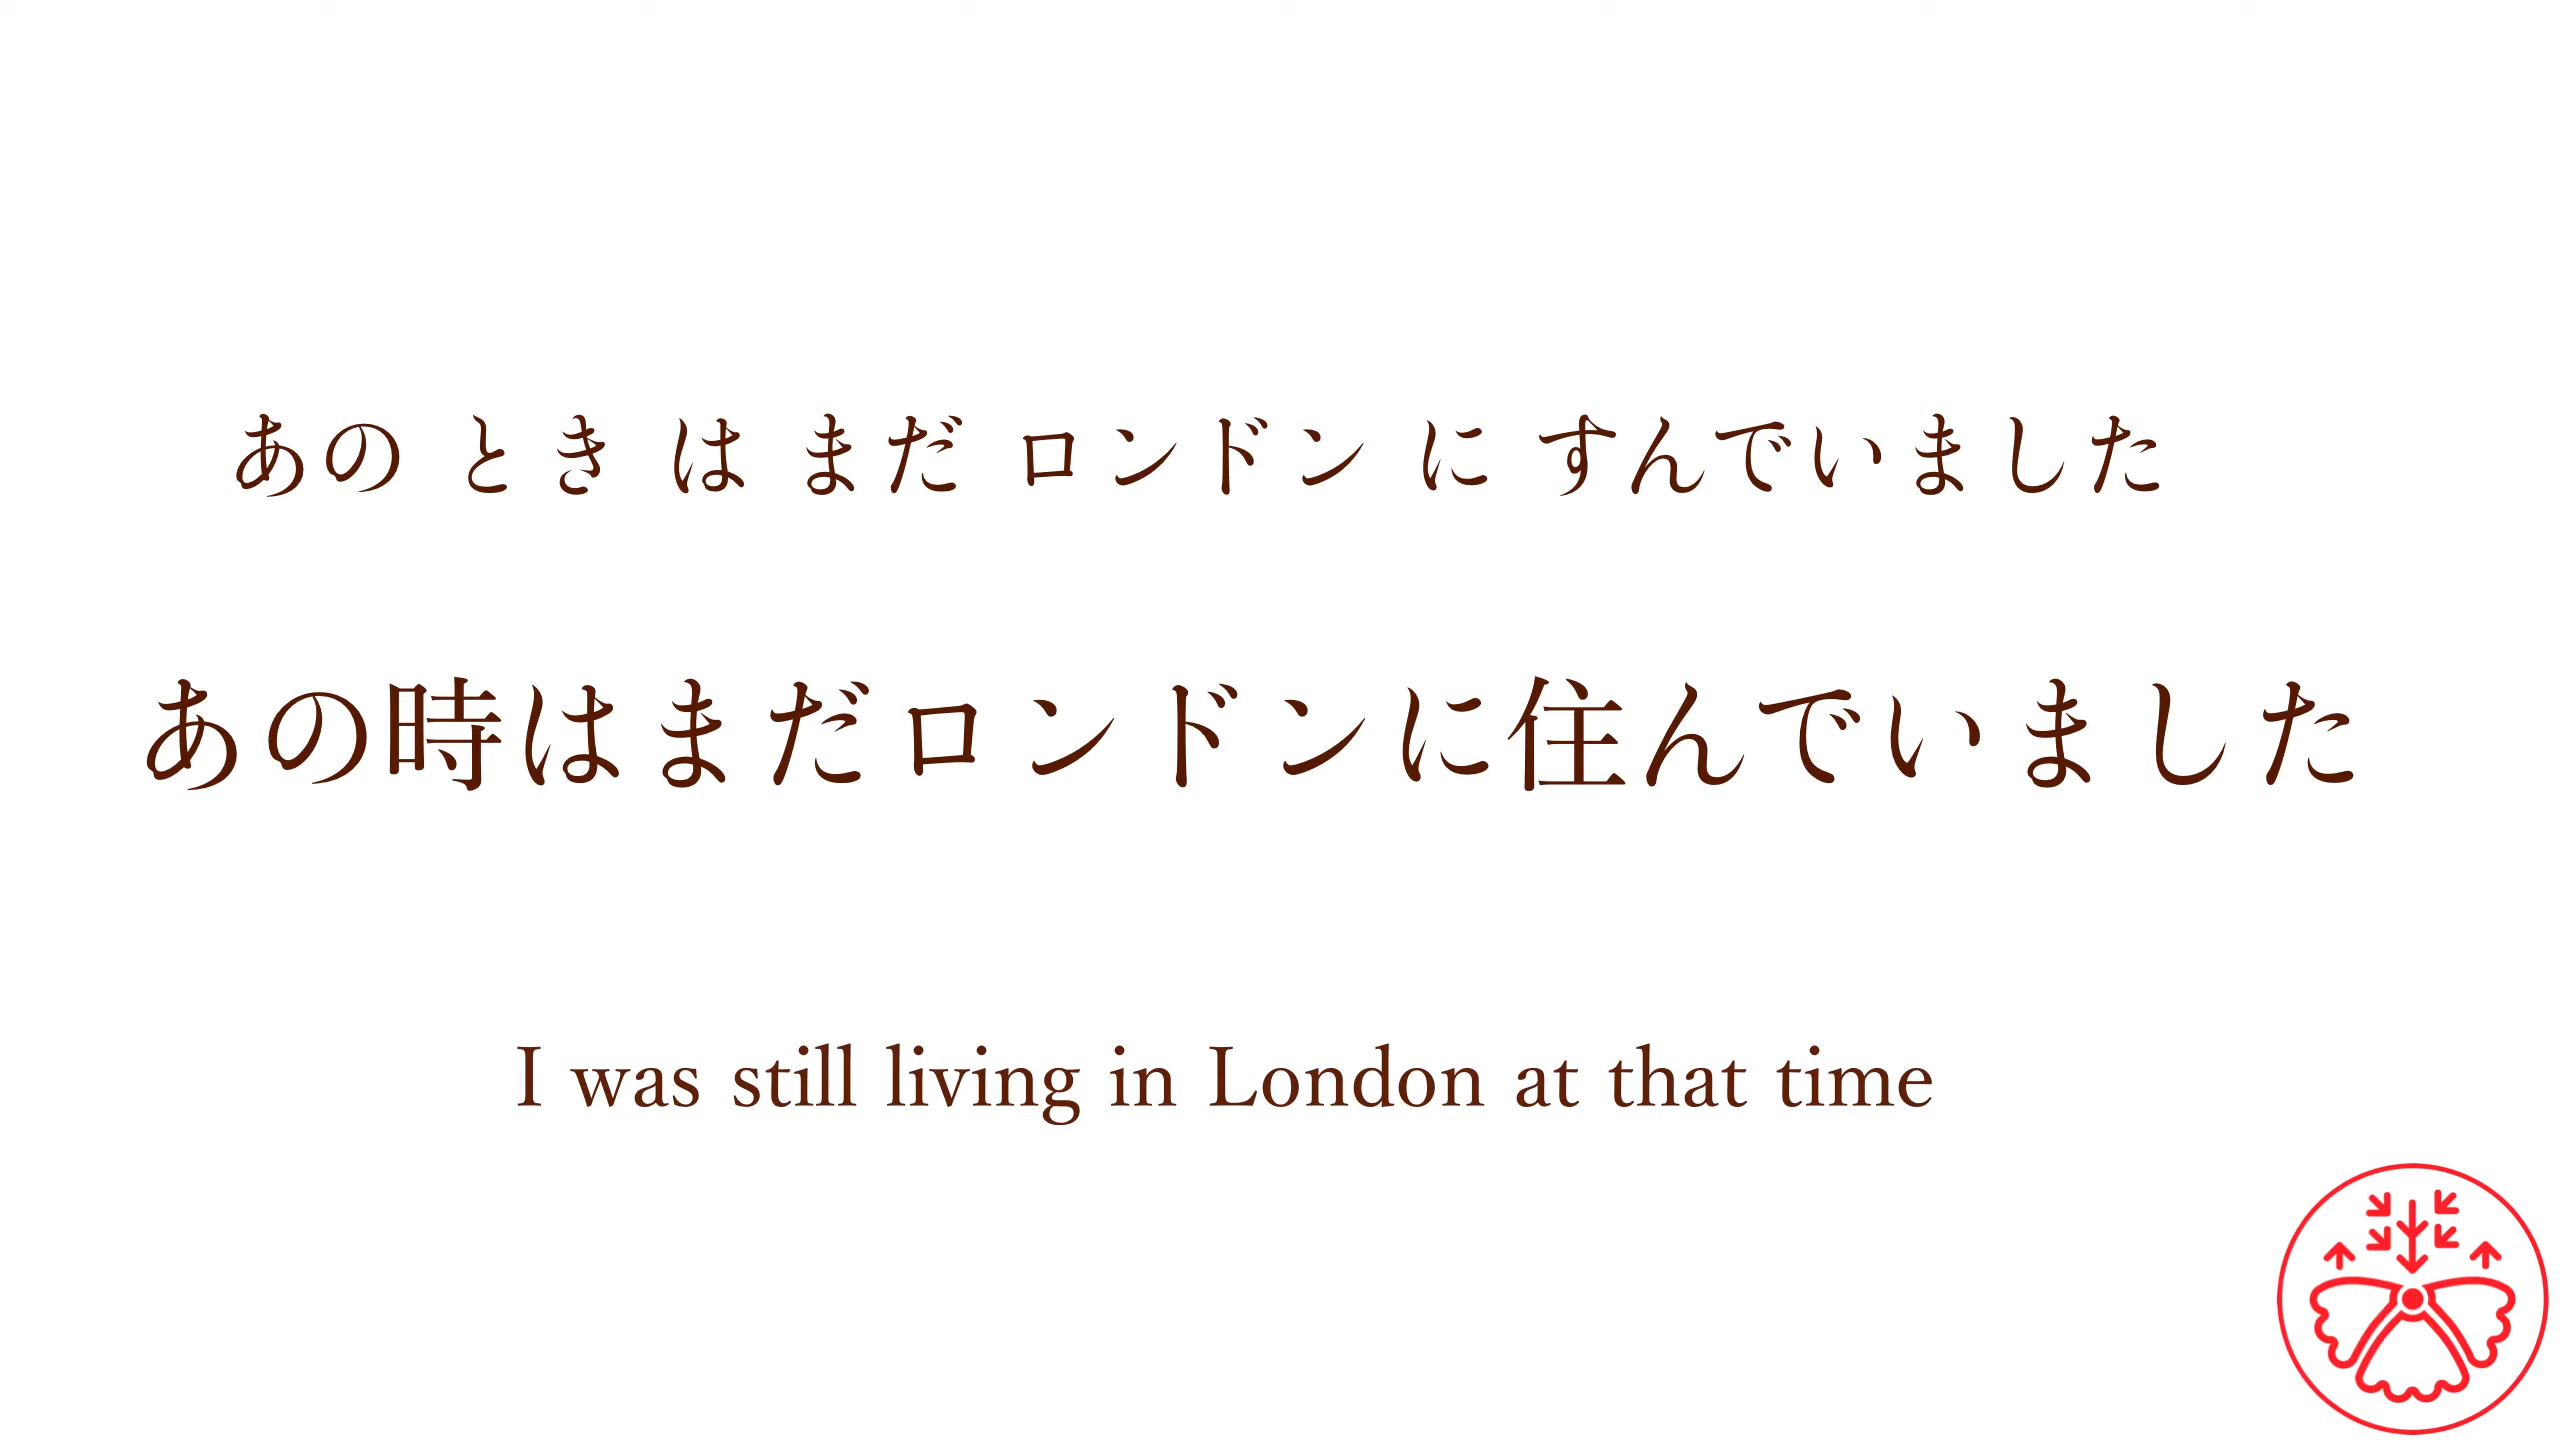 あの とき は まだ ロンドン に すんでいました
あの時はまだロンドンに住んでいました
I was still living in London at that time